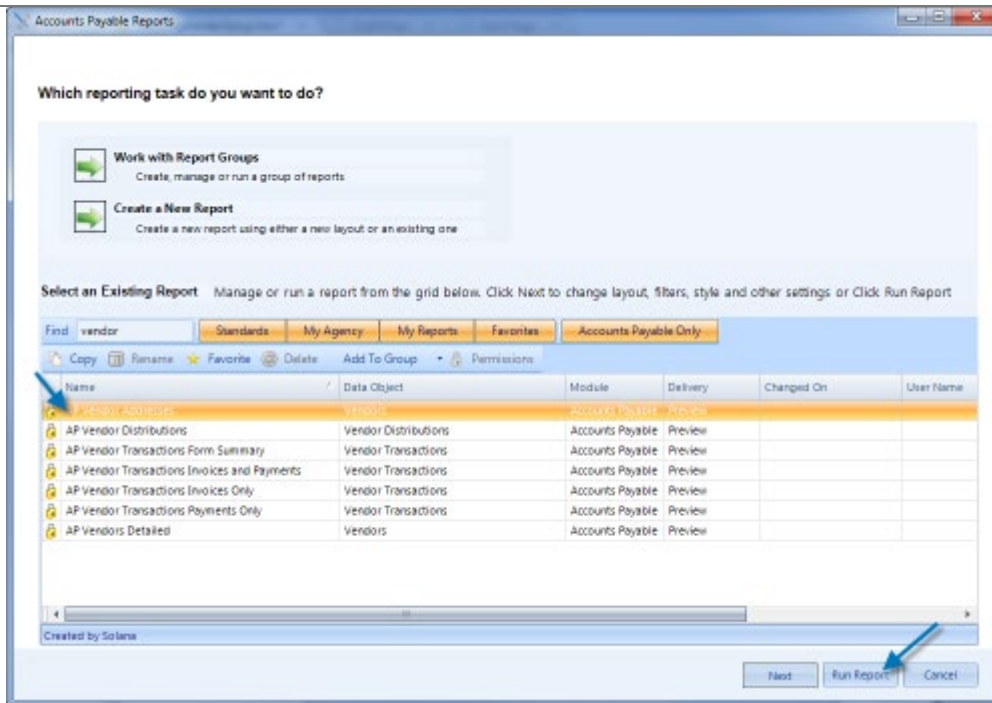 Accounts Payable Reports
Which reporting task do you want to do?
Work with Report Groups
Create, manage or run a group of reports
Create a New Report
Create a new report using either a new layout or an existing one
Select an Existing Report Manage or run a report from the grid below. Click Next to change layout, filters, style and other settings or Click Run Report
Find vendor Standards My Agency My Reports Favorites Accounts Payable Only
Copy Rename Favorite Delete Add To Group Permissions
Name Data Object Module Delivery Changed On User Name
AP Vendor Addresses Vendors Accounts Payable Preview
AP Vendor Distributions Vendor Distributions Accounts Payable Preview
AP Vendor Transactions Form Summary Vendor Transactions Accounts Payable Preview
AP Vendor Transactions Invoices and Payments Vendor Transactions Accounts Payable Preview
AP Vendor Transactions Invoices Only Vendor Transactions Accounts Payable Preview
AP Vendor Transactions Payments Only Vendor Transactions Accounts Payable Preview
AP Vendors Detailed Vendors Accounts Payable Preview
Created by Solana
Next Run Report Cancel